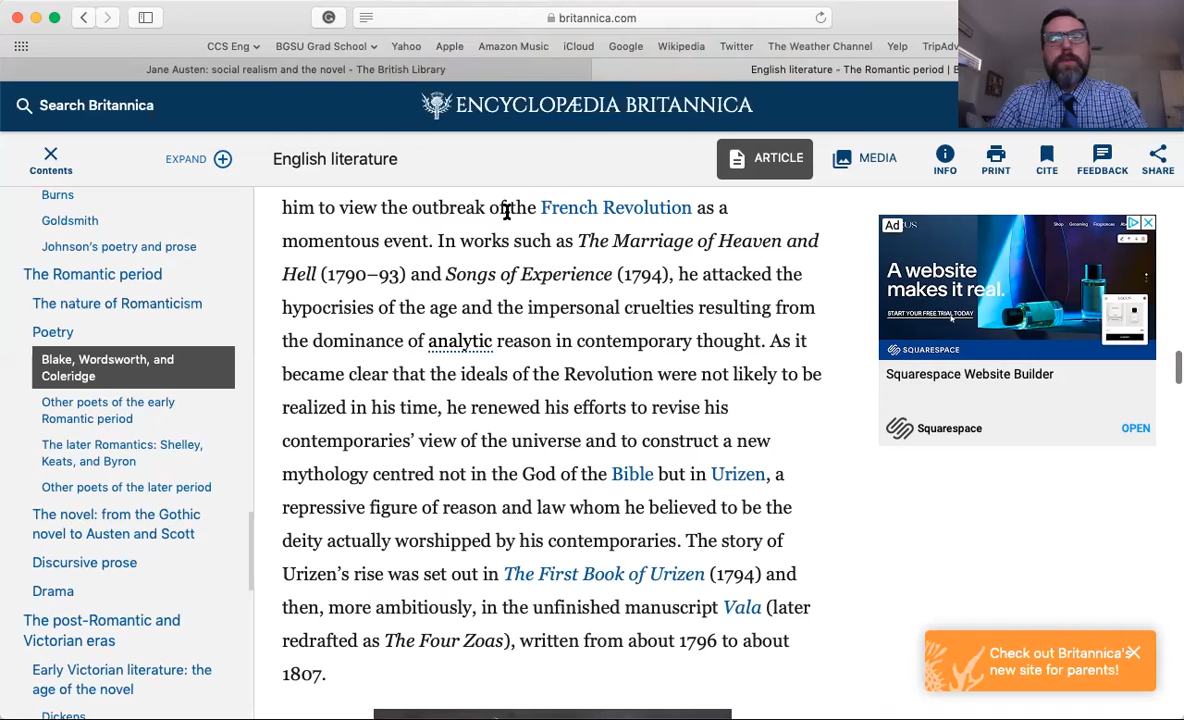 britannica.com
CCS Eng
BGSU Grad School
Yahoo
Apple
Amazon Music
iCloud
Google
Wikipedia
Twitter
The Weather Channel
Yelp
TripAd
Jane Austen: social realism and the novel - The British Library
English literature - The Romantic period |
Search Britannica
ENCYCLOPÆDIA BRITANNICA
Contents
EXPAND
English literature
ARTICLE
MEDIA
INFO
PRINT
CITE
FEEDBACK
SHARE
Burns
Goldsmith
Johnson's poetry and prose
The Romantic period
The nature of Romanticism
Poetry
Blake, Wordsworth, and
Coleridge
Other poets of the early
Romantic period
The later Romantics: Shelley,
Keats, and Byron
Other poets of the later period
The novel: from the Gothic
novel to Austen and Scott
Discursive prose
Drama
The post-Romantic and
Victorian eras
Early Victorian literature: the
age of the novel
Dickens
him to view the outbreak of the French Revolution as a
momentous event. In works such as The Marriage of Heaven and
Hell (1790–93) and Songs of Experience (1794), he attacked the
hypocrisies of the age and the impersonal cruelties resulting from
the dominance of analytic reason in contemporary thought. As it
became clear that the ideals of the Revolution were not likely to be
realized in his time, he renewed his efforts to revise his
contemporaries' view of the universe and to construct a new
mythology centred not in the God of the Bible but in Urizen, a
repressive figure of reason and law whom he believed to be the
deity actually worshipped by his contemporaries. The story of
Urizen's rise was set out in The First Book of Urizen (1794) and
then, more ambitiously, in the unfinished manuscript Vala (later
redrafted as The Four Zoas), written from about 1796 to about
1807.
Ad
A website
makes it real.
START YOUR FREE TRIAL TODAY
SQUARESPACE
Squarespace Website Builder
Squarespace
OPEN
Check out Britannica's
new site for parents!